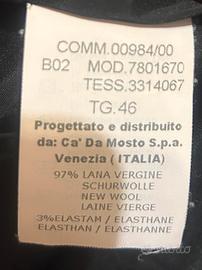 COMM.00984/00
B02 MOD.7801670
TESS.3314067
TG.46
Progettato e distribuito
da: Ca' Da Mosto S.p.a.
Venezia ( ITALIA)
97% LANA VERGINE
SCHURWOLLE
NEW WOOL
LAINE VIERGE
3%ELASTAM / ELASTHANE
ELASTHAN / ELASTHANNE
subito